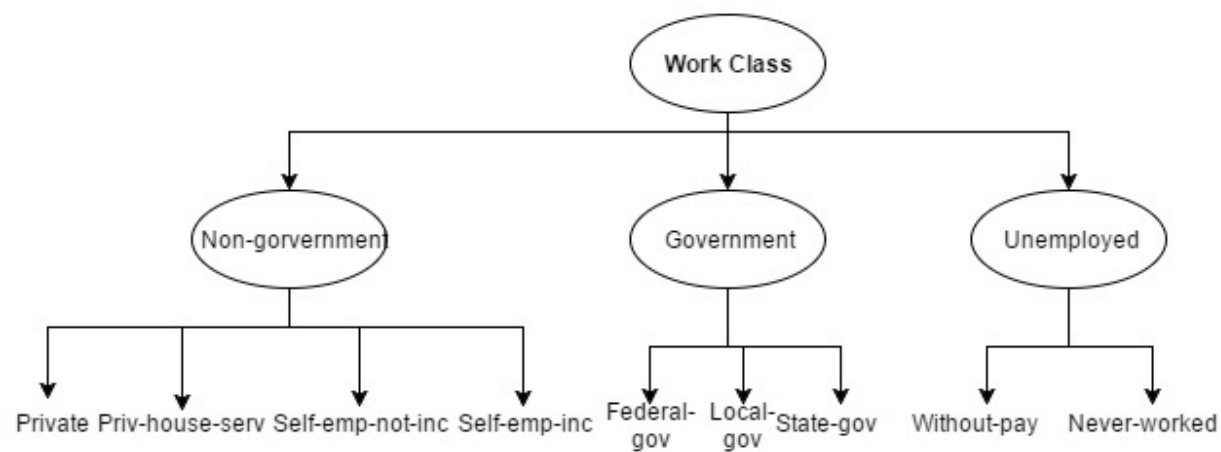 Work Class
Non-gorvernment
Government
Unemployed
Private
Priv-house-serv
Self-emp-not-inc
Self-emp-inc
Federal-
gov
Local-
gov
State-gov
Without-pay
Never-worked